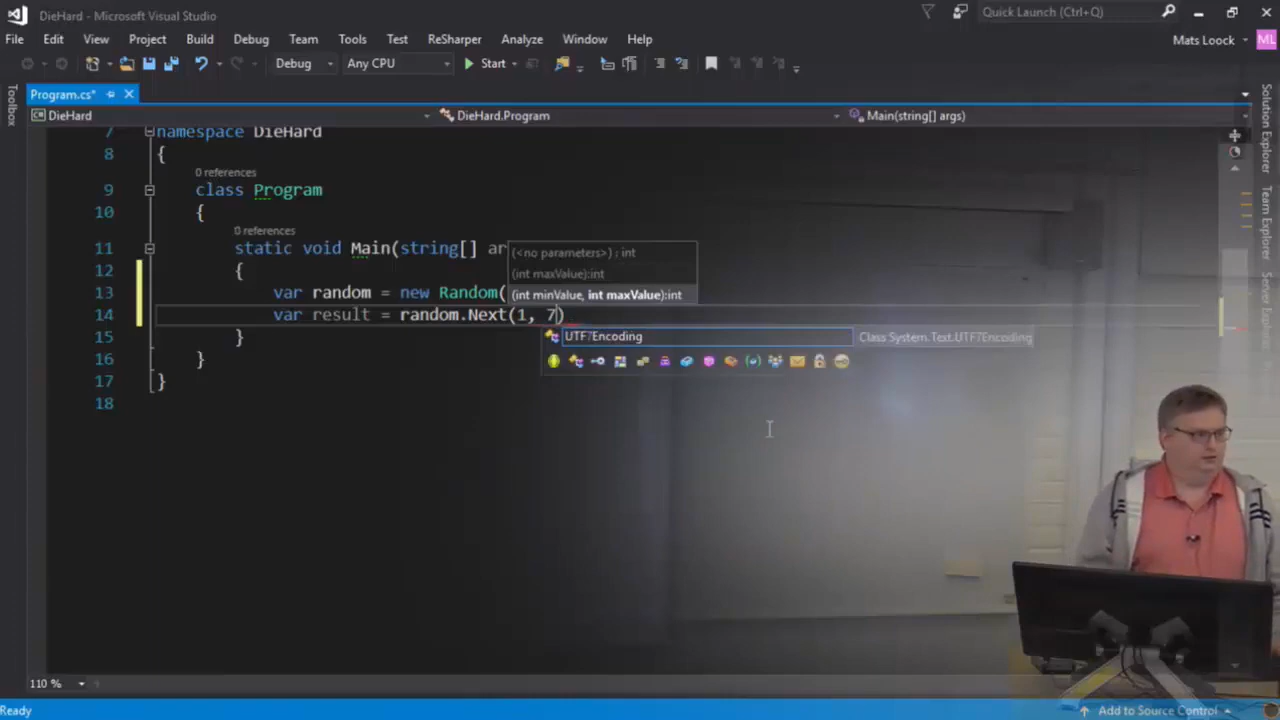 DieHard - Microsoft Visual Studio
Quick Launch (Ctrl+Q)
File Edit View Project Build Debug Team Tools Test ReSharper Analyze Window Help
Mats Loock
ML
Debug Any CPU Start
Program.cs*
DieHard DieHard.Program Main(string[] args)
Toolbox
Solution Explorer
Team Explorer
Notifications
7 namespace DieHard
8 {
0 references
9 class Program
10 {
0 references
11 static void Main(string[] ar
(<no parameters>) : int
(int maxValue):int
(int minValue, int maxValue):int
12 {
13 var random = new Random(
14 var result = random.Next(1, 7)
UTF7Encoding Class System.Text.UTF7Encoding
15 }
16 }
17 }
18
110 %
Ready
Add to Source Control